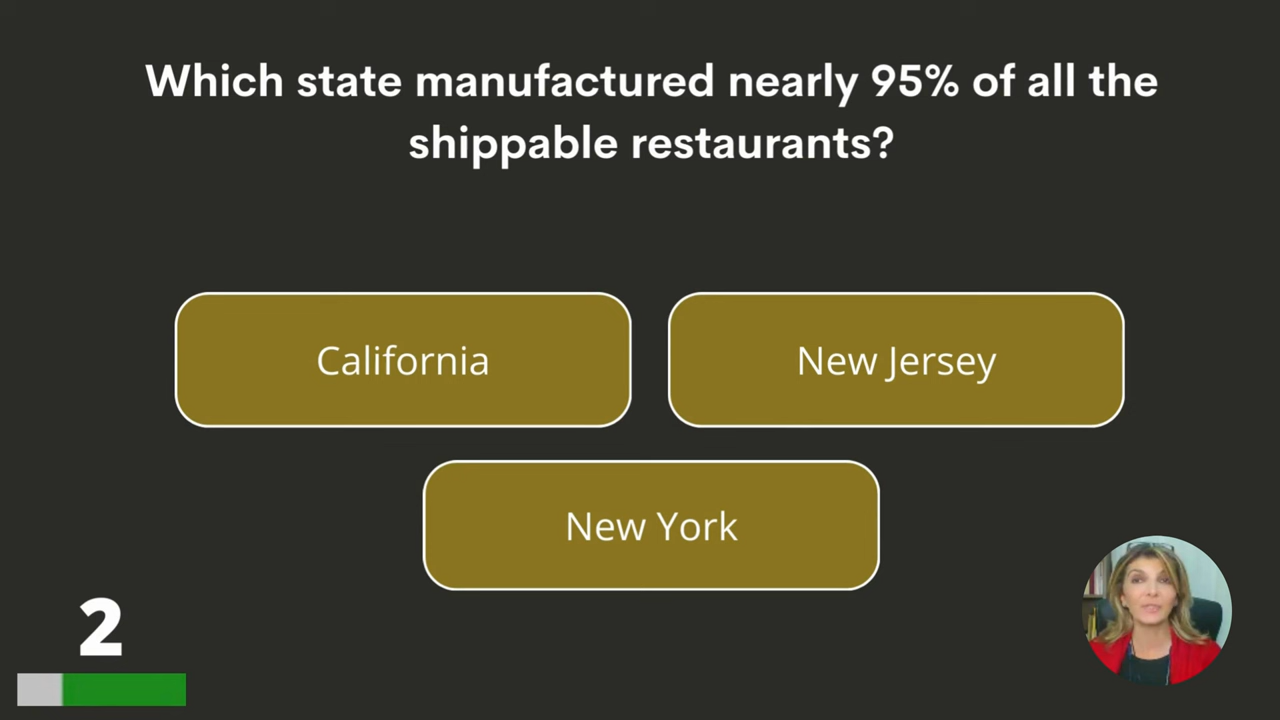 Which state manufactured nearly 95% of all the
shippable restaurants?
California
New Jersey
New York
2